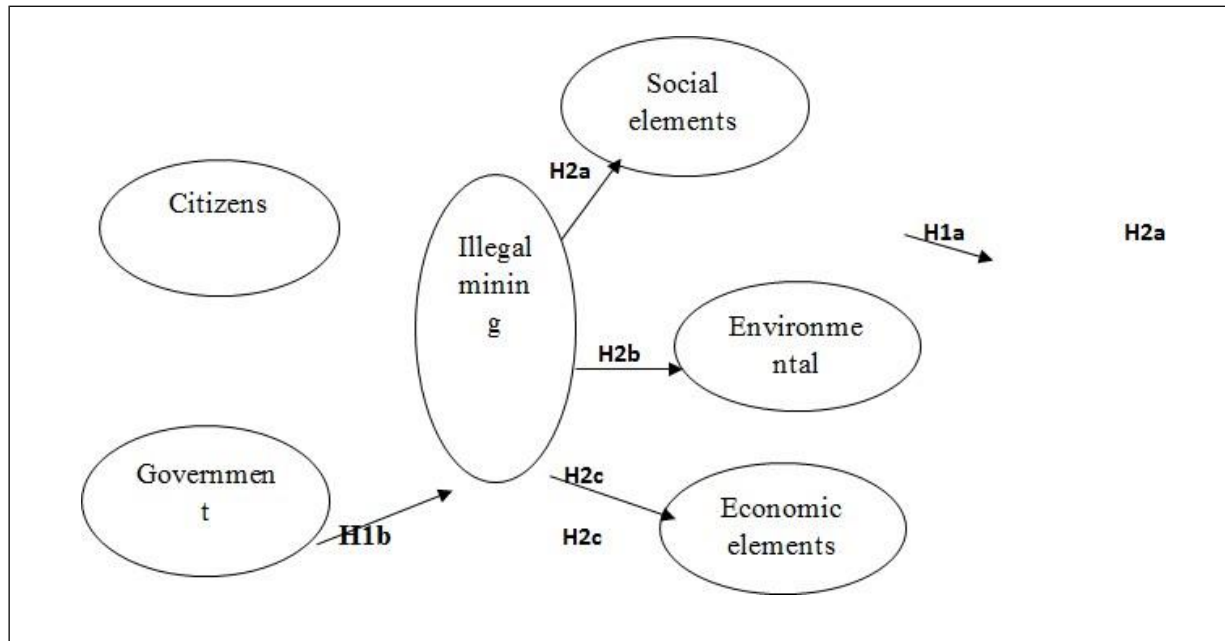 Social
elements
H2a
Citizens
H1a
H2a
Illegal
minin
g
Environme
ntal
H2b
Governmen
t
H2c
Economic
elements
H1b
H2c